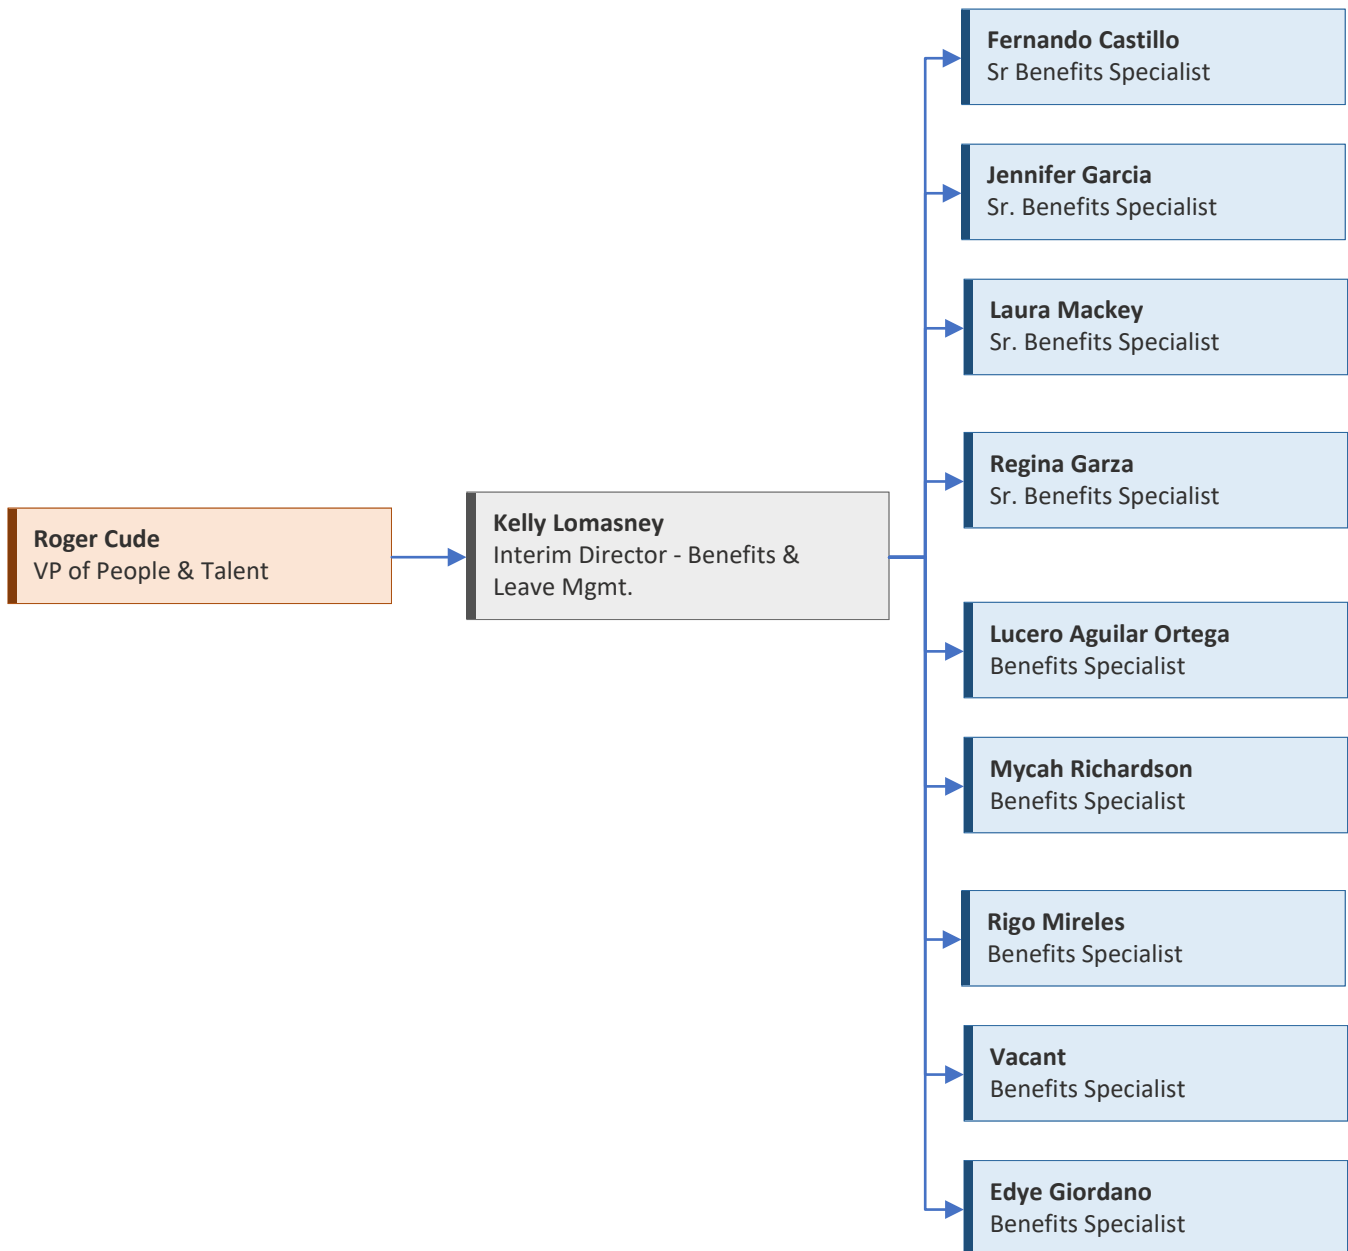 Roger Cude
VP of People & Talent
Kelly Lomasney
Interim Director - Benefits &
Leave Mgmt.
Fernando Castillo
Sr Benefits Specialist
Jennifer Garcia
Sr. Benefits Specialist
Laura Mackey
Sr. Benefits Specialist
Regina Garza
Sr. Benefits Specialist
Lucero Aguilar Ortega
Benefits Specialist
Mycah Richardson
Benefits Specialist
Rigo Mireles
Benefits Specialist
Vacant
Benefits Specialist
Edye Giordano
Benefits Specialist